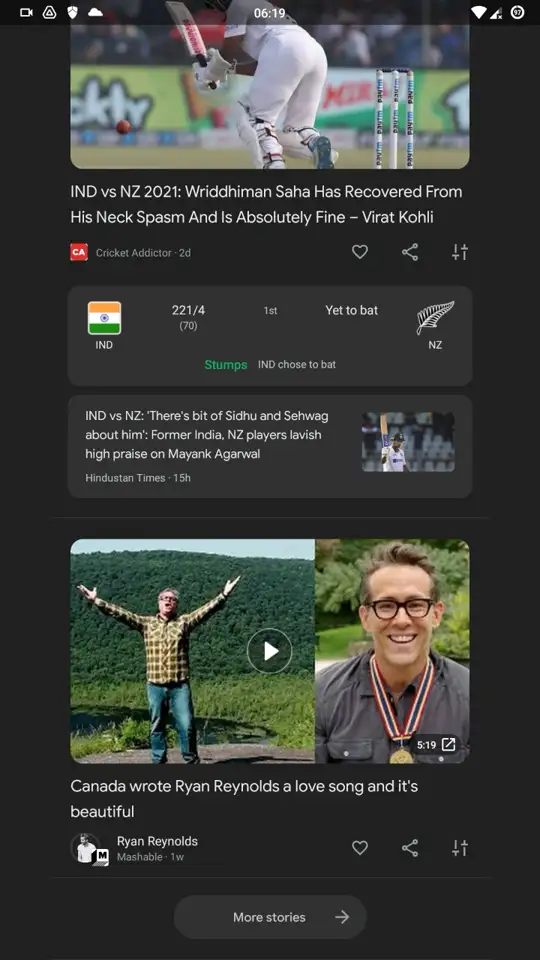 06:19
97
IND vs NZ 2021: Wriddhiman Saha Has Recovered From
His Neck Spasm And Is Absolutely Fine – Virat Kohli
CA
Cricket Addictor · 2d
221/4
1st
Yet to bat
(70)
IND
NZ
Stumps
IND chose to bat
IND vs NZ: 'There's bit of Sidhu and Sehwag
about him': Former India, NZ players lavish
high praise on Mayank Agarwal
Hindustan Times · 15h
5:19
Canada wrote Ryan Reynolds a love song and it's
beautiful
Ryan Reynolds
M
Mashable · 1w
More stories